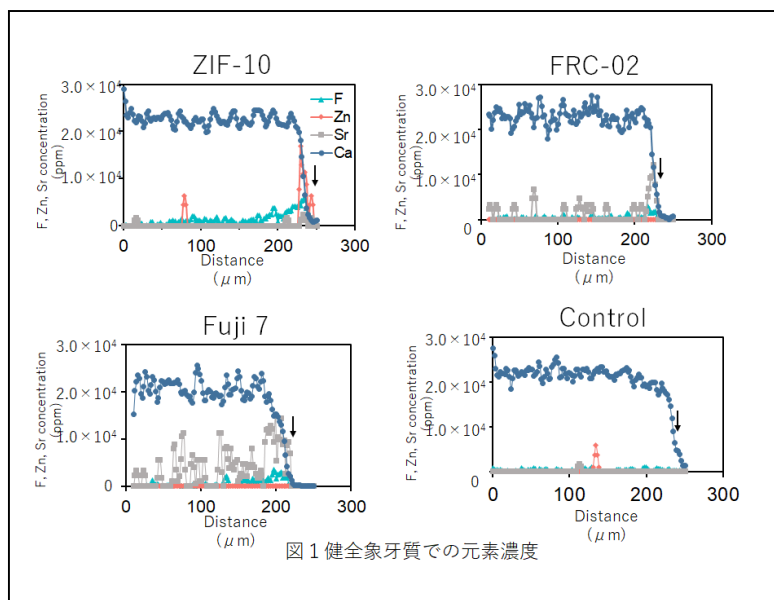 ZIF-10
3.0×10⁴
2.0×10⁴
1.0×10⁴
0
F, Zn, Sr concentration
(ppm)
F
Zn
Sr
Ca
0
100
200
300
Distance
(μm)
FRC-02
3.0×10⁴
2.0×10⁴
1.0×10⁴
0
F, Zn, Sr concentration
(ppm)
0
100
200
300
Distance
(μm)
Fuji 7
3.0×10⁴
2.0×10⁴
1.0×10⁴
0
F, Zn, Sr concentration
(ppm)
0
100
200
300
Distance
(μm)
Control
3.0×10⁴
2.0×10⁴
1.0×10⁴
0
F, Zn, Sr concentration
(ppm)
0
100
200
300
Distance
(μm)
図1健全象牙質での元素濃度